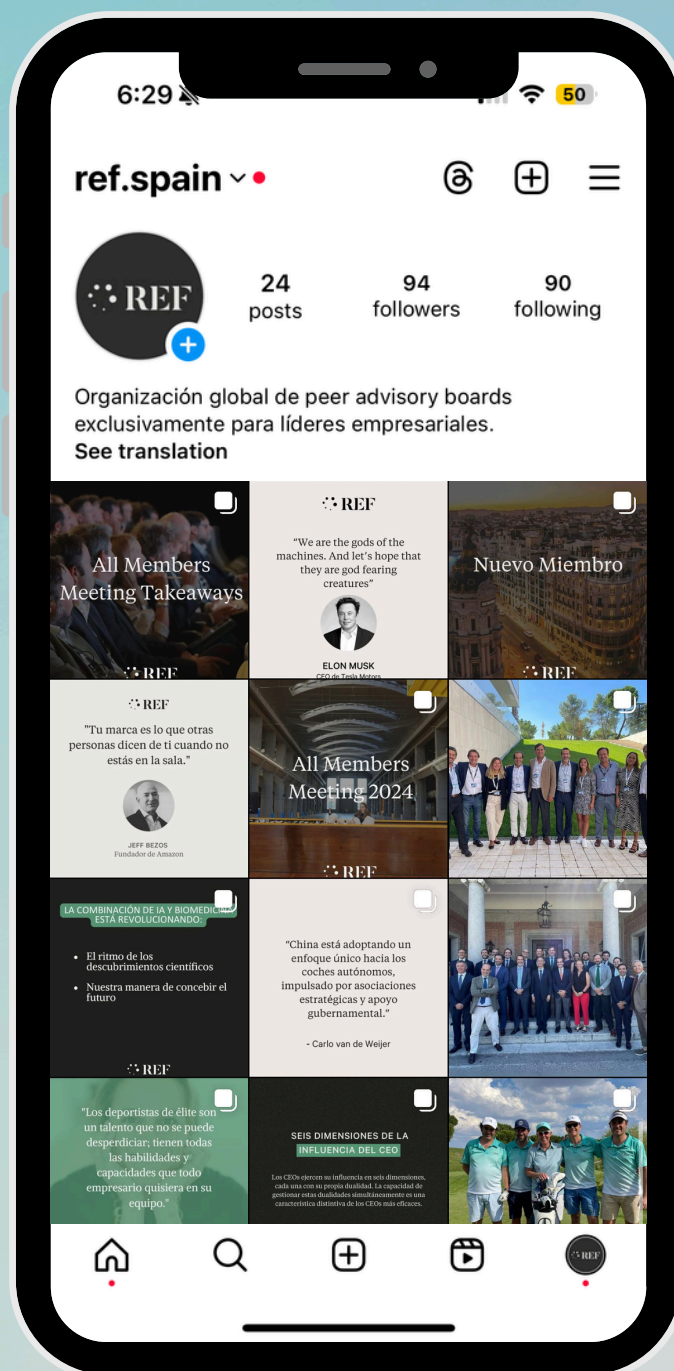 6:29
50
ref.spain
REF
24
posts
94
followers
90
following
Organización global de peer advisory boards
exclusivamente para líderes empresariales.
See translation
All Members
Meeting Takeaways
REF
REF
"We are the gods of the
machines. And let's hope that
they are god fearing
creatures"
ELON MUSK
CEO de Tesla Motors
Nuevo Miembro
REF
REF
"Tu marca es lo que otras
personas dicen de ti cuando no
estás en la sala."
JEFF BEZOS
Fundador de Amazon
All Members
Meeting 2024
REF
LA COMBINACIÓN DE IA Y BIOMEDICINA
ESTÁ REVOLUCIONANDO:
• El ritmo de los
descubrimientos científicos
• Nuestra manera de concebir el
futuro
REF
"China está adoptando un
enfoque único hacia los
coches autónomos,
impulsado por asociaciones
estratégicas y apoyo
gubernamental."
- Carlo van de Weijer
"Los deportistas de élite son
un talento que no se puede
desperdiciar; tienen todas
las habilidades y
capacidades que todo
empresario quisiera en su
equipo."
SEIS DIMENSIONES DE LA
INFLUENCIA DEL CEO
Los CEOs ejercen su influencia en seis dimensiones,
cada una con su propia dualidad. La capacidad de
gestionar estas dualidades simultáneamente es una
característica distintiva de los CEOs más eficaces.
REF